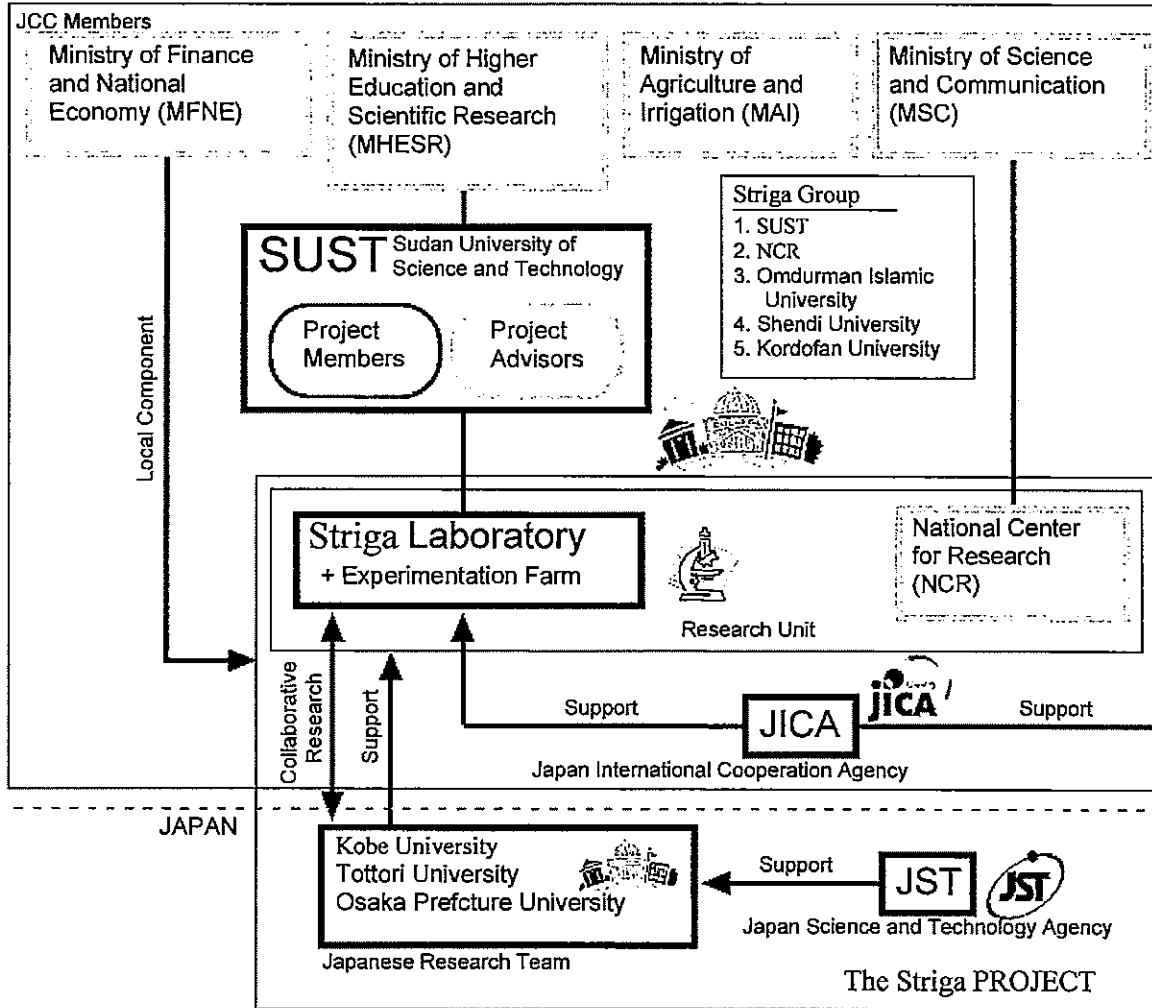 JCC Members
Ministry of Finance
and National
Economy (MFNE)
Ministry of Higher
Education and
Scientific Research
(MHESR)
Ministry of
Agriculture and
Irrigation (MAI)
Ministry of Science
and Communication
(MSC)
Striga Group
1. SUST
2. NCR
3. Omdurman Islamic
University
4. Shendi University
5. Kordofan University
SUST Sudan University of
Science and Technology
Project
Members
Project
Advisors
Local Component
Striga Laboratory
+ Experimentation Farm
Research Unit
National Center
for Research
(NCR)
Collaborative
Research
Support
Support
JICA
JICA
Support
Japan International Cooperation Agency
JAPAN
Kobe University
Tottori University
Osaka Prefcture University
Japanese Research Team
Support
JST
JST
Japan Science and Technology Agency
The Striga PROJECT